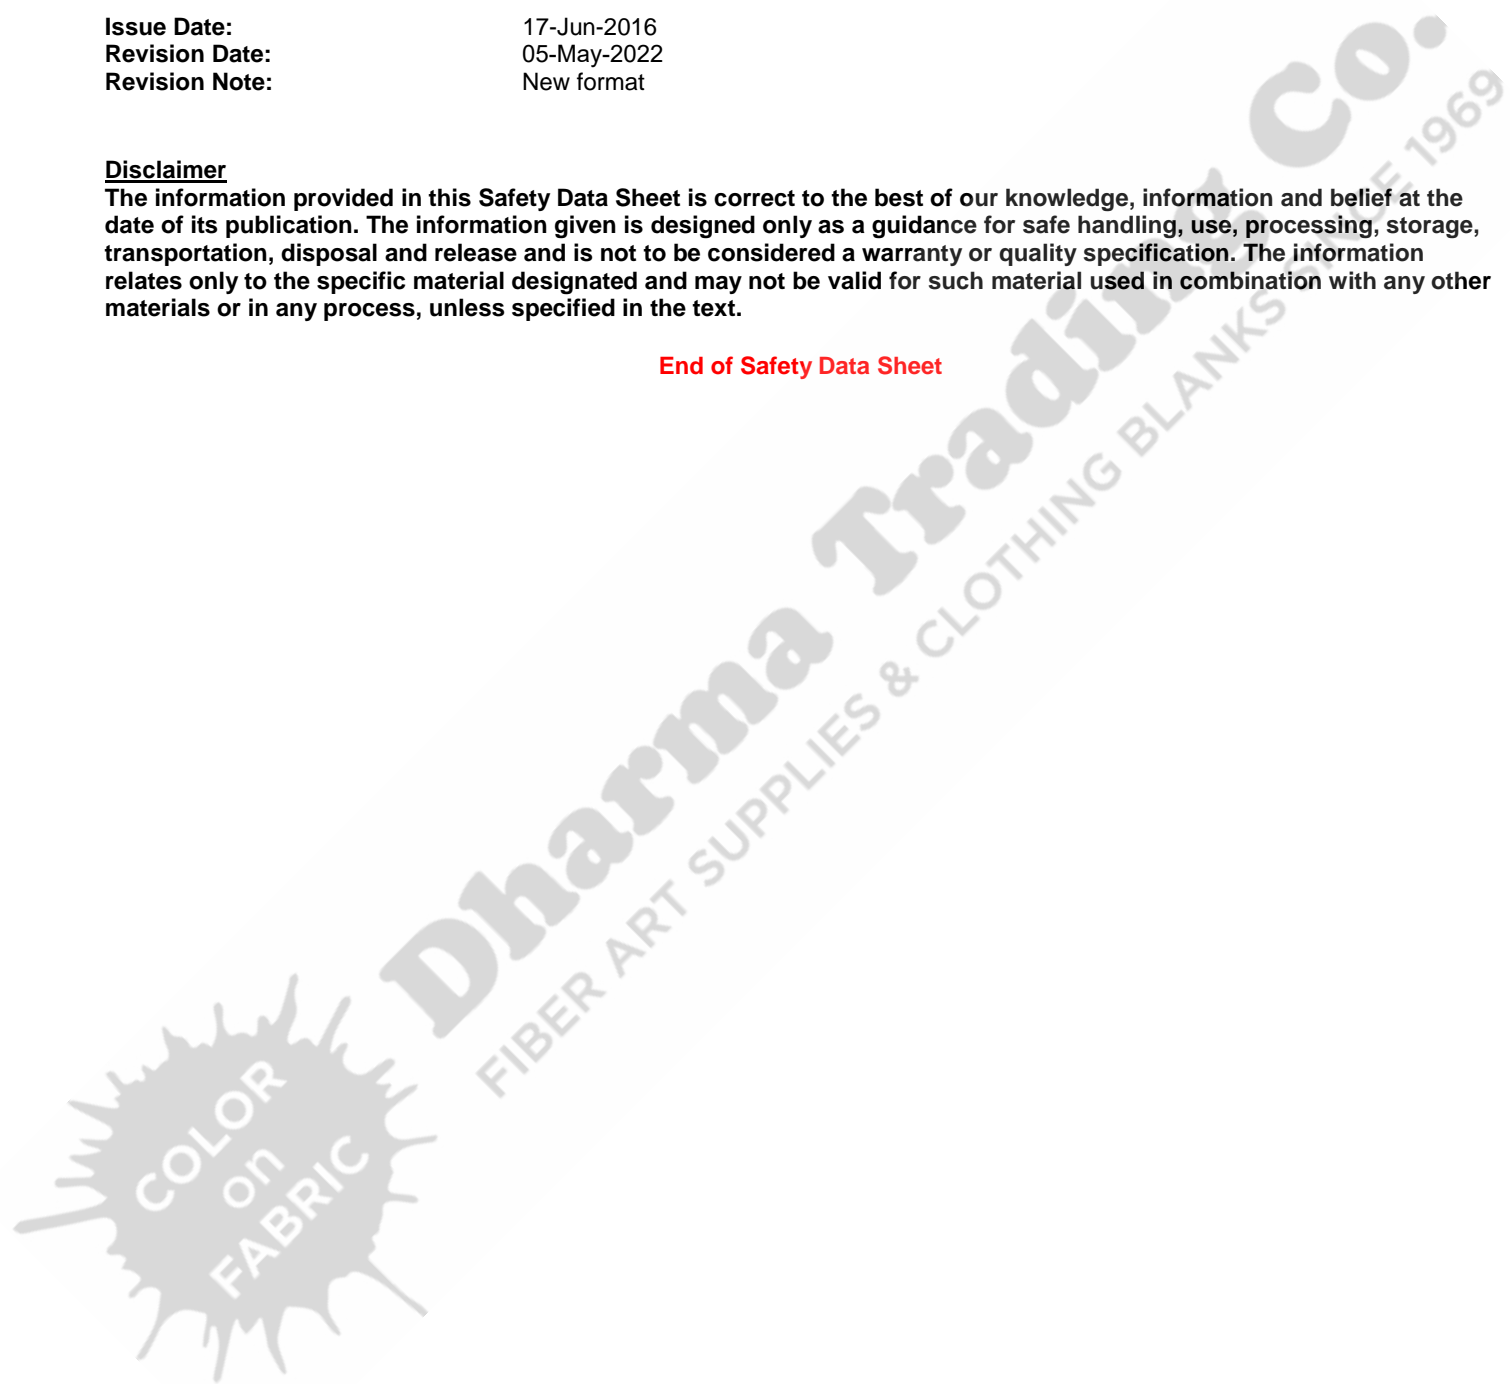 Issue Date: 17-Jun-2016
Revision Date: 05-May-2022
Revision Note: New format
Disclaimer
The information provided in this Safety Data Sheet is correct to the best of our knowledge, information and belief at the
date of its publication. The information given is designed only as a guidance for safe handling, use, processing, storage,
transportation, disposal and release and is not to be considered a warranty or quality specification. The information
relates only to the specific material designated and may not be valid for such material used in combination with any other
materials or in any process, unless specified in the text.
End of Safety Data Sheet
Dharma Trading Co.
FIBER ART SUPPLIES & CLOTHING BLANKS SINCE 1969
COLOR
on
FABRIC